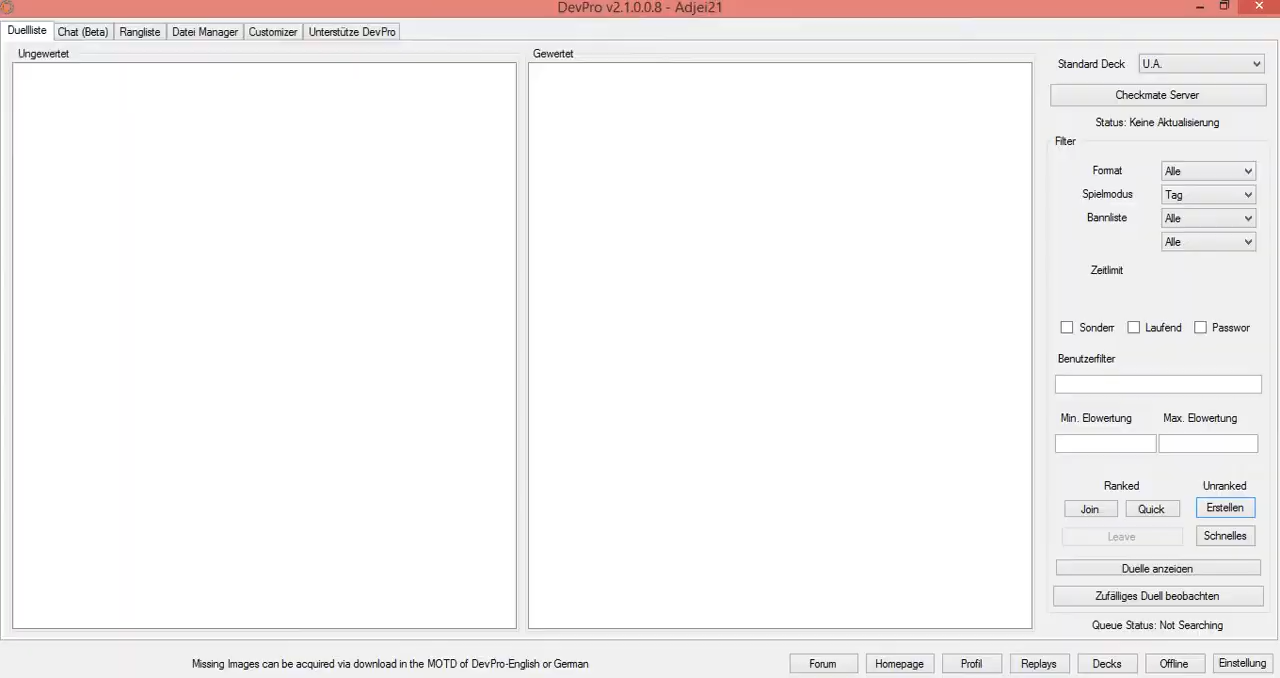 DevPro v2.1.0.0.8 - Adjei21
Duellliste Chat (Beta) Rangliste Datei Manager Customizer Unterstütze DevPro
Ungewertet
Gewertet
Standard Deck U.A.
Checkmate Server
Status: Keine Aktualisierung
Filter
Format Alle
Spielmodus Tag
Bannliste Alle
Alle
Zeitlimit
Sonderr Laufend Passwor
Benutzerfilter
Min. Elowertung Max. Elowertung
Ranked Unranked
Join Quick Erstellen
Leave Schnelles
Duelle anzeigen
Zufälliges Duell beobachten
Queue Status: Not Searching
Missing Images can be acquired via download in the MOTD of DevPro-English or German
Forum Homepage Profil Replays Decks Offline Einstellung